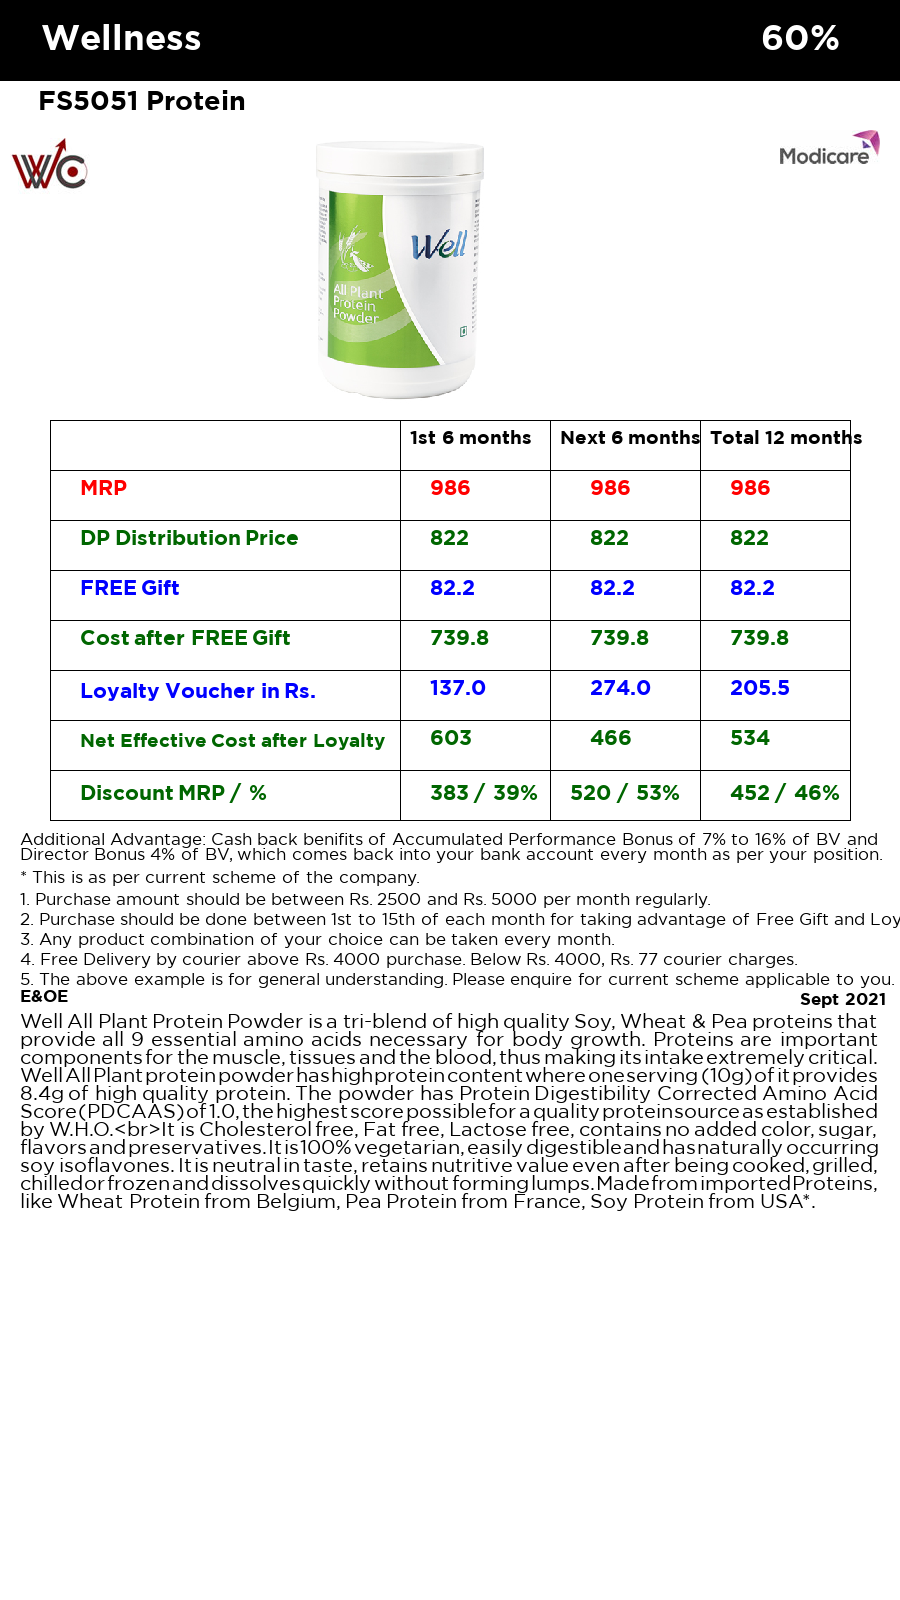 Wellness 60%
FS5051 Protein
WC
Modicare
Well
All Plant
Protein
Powder
1st 6 months Next 6 months Total 12 months
MRP 986 986 986
DP Distribution Price 822 822 822
FREE Gift 82.2 82.2 82.2
Cost after FREE Gift 739.8 739.8 739.8
Loyalty Voucher in Rs. 137.0 274.0 205.5
Net Effective Cost after Loyalty 603 466 534
Discount MRP / % 383 / 39% 520 / 53% 452 / 46%
Additional Advantage: Cash back benifits of Accumulated Performance Bonus of 7% to 16% of BV and
Director Bonus 4% of BV, which comes back into your bank account every month as per your position.
* This is as per current scheme of the company.
1. Purchase amount should be between Rs. 2500 and Rs. 5000 per month regularly.
2. Purchase should be done between 1st to 15th of each month for taking advantage of Free Gift and Loy
3. Any product combination of your choice can be taken every month.
4. Free Delivery by courier above Rs. 4000 purchase. Below Rs. 4000, Rs. 77 courier charges.
5. The above example is for general understanding. Please enquire for current scheme applicable to you.
E&OE
Sept 2021
Well All Plant Protein Powder is a tri-blend of high quality Soy, Wheat & Pea proteins that
provide all 9 essential amino acids necessary for body growth. Proteins are important
components for the muscle, tissues and the blood, thus making its intake extremely critical.
Well All Plant protein powder has high protein content where one serving (10g) of it provides
8.4g of high quality protein. The powder has Protein Digestibility Corrected Amino Acid
Score (PDCAAS) of 1.0, the highest score possible for a quality protein source as established
by W.H.O.<br>It is Cholesterol free, Fat free, Lactose free, contains no added color, sugar,
flavors and preservatives. It is 100% vegetarian, easily digestible and has naturally occurring
soy isoflavones. It is neutral in taste, retains nutritive value even after being cooked, grilled,
chilled or frozen and dissolves quickly without forming lumps. Made from imported Proteins,
like Wheat Protein from Belgium, Pea Protein from France, Soy Protein from USA*.